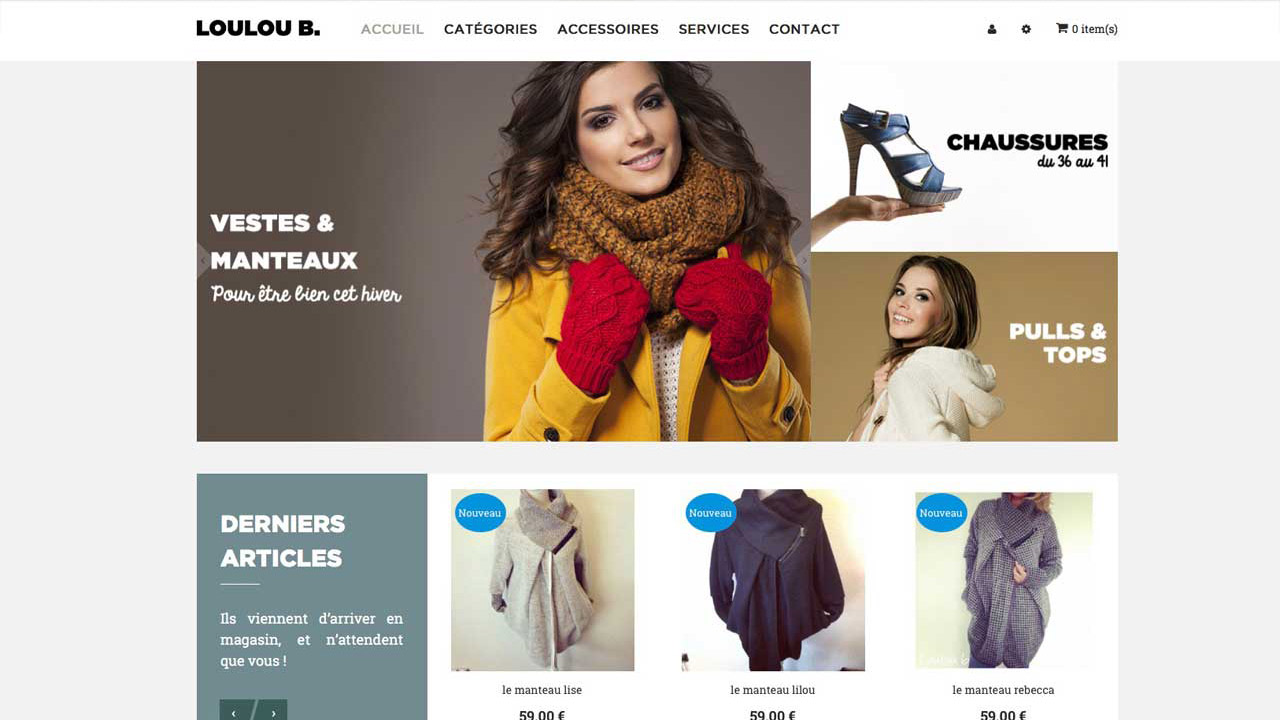 LOULOU B.
ACCUEIL
CATÉGORIES
ACCESSOIRES
SERVICES
CONTACT
0 item(s)
VESTES &
MANTEAUX
Pour être bien cet hiver
CHAUSSURES
du 36 au 41
PULLS &
TOPS
DERNIERS
ARTICLES
Ils viennent d'arriver en
magasin, et n'attendent
que vous !
Nouveau
le manteau lise
59,00 €
Nouveau
le manteau lilou
59,00 €
Nouveau
le manteau rebecca
59,00 €